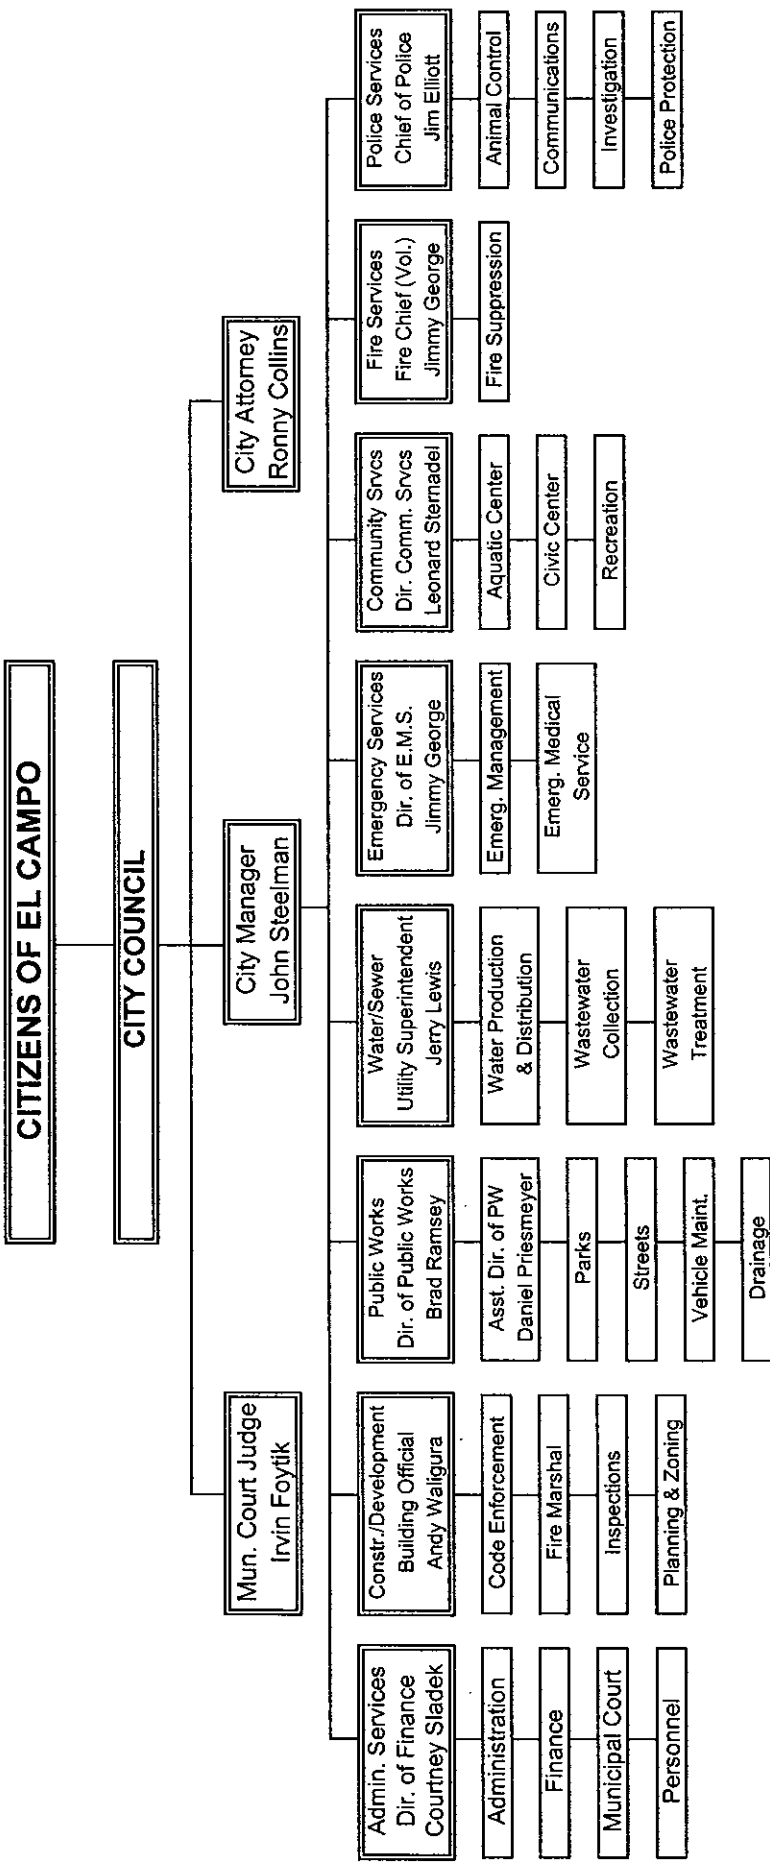 CITIZENS OF EL CAMPO
CITY COUNCIL
Mun. Court Judge
Irvin Foytik
City Manager
John Steelman
City Attorney
Ronny Collins
Admin. Services
Dir. of Finance
Courtney Sladek
Administration
Finance
Municipal Court
Personnel
Constr./Development
Building Official
Andy Waligura
Code Enforcement
Fire Marshal
Inspections
Planning & Zoning
Public Works
Dir. of Public Works
Brad Ramsey
Asst. Dir. of PW
Daniel Priesmeyer
Parks
Streets
Vehicle Maint.
Drainage
Water/Sewer
Utility Superintendent
Jerry Lewis
Water Production
& Distribution
Wastewater
Collection
Wastewater
Treatment
Emergency Services
Dir. of E.M.S.
Jimmy George
Emerg. Management
Emerg. Medical
Service
Community Srvcs
Dir. Comm. Srvcs
Leonard Sternadel
Aquatic Center
Civic Center
Recreation
Fire Services
Fire Chief (Vol.)
Jimmy George
Fire Suppression
Police Services
Chief of Police
Jim Elliott
Animal Control
Communications
Investigation
Police Protection